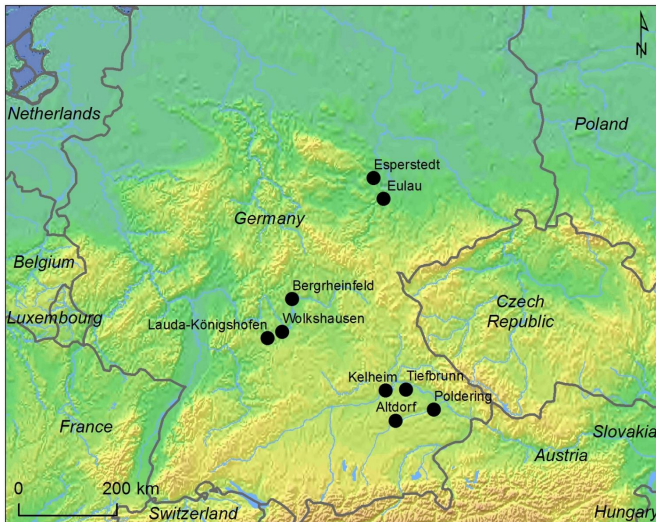 N
Netherlands
Poland
Esperstedt
Eulau
Germany
Belgium
Bergrheinfeld
Czech
Republic
Luxembourg
Wolkshausen
Lauda-Königshofen
Kelheim
Tiefbrunn
Poldering
Altdorf
France
Slovakia
Austria
0
200 km
Switzerland
Hungary